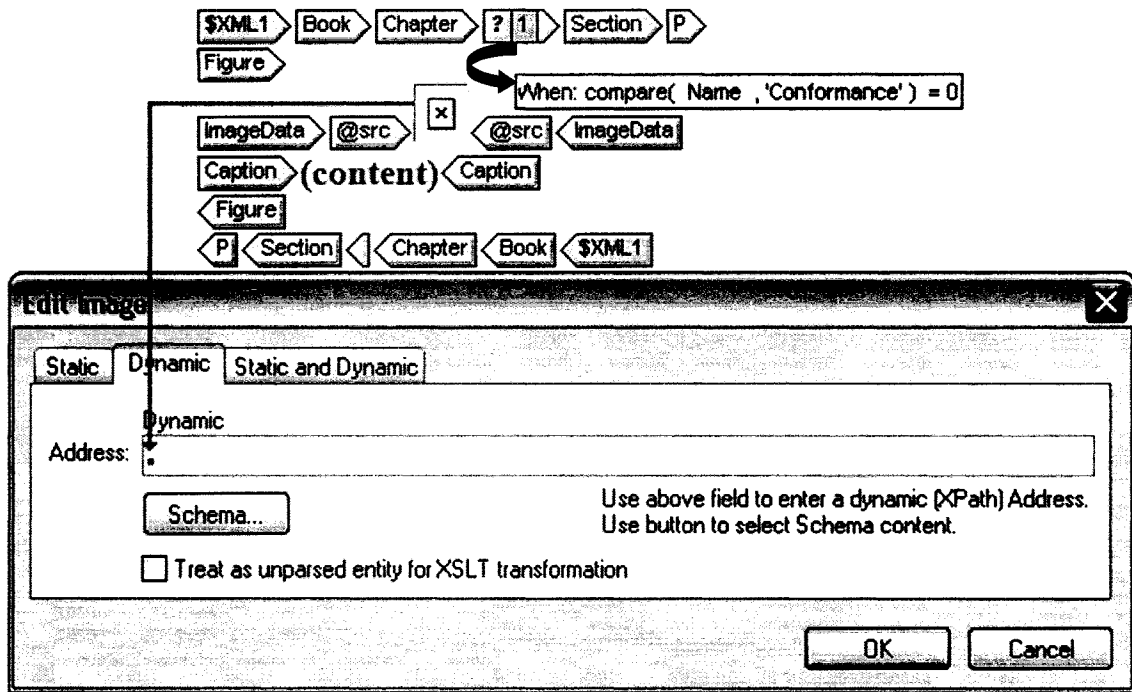 $XML1 Book Chapter ? 1 Section P
Figure
When: compare( Name , 'Conformance' ) = 0
ImageData @src × @src ImageData
Caption (content) Caption
Figure
P Section Chapter Book $XML1
Edit Image
Static Dynamic Static and Dynamic
Dynamic
Address: .
Schema...
Use above field to enter a dynamic (XPath) Address.
Use button to select Schema content.
Treat as unparsed entity for XSLT transformation
OK Cancel